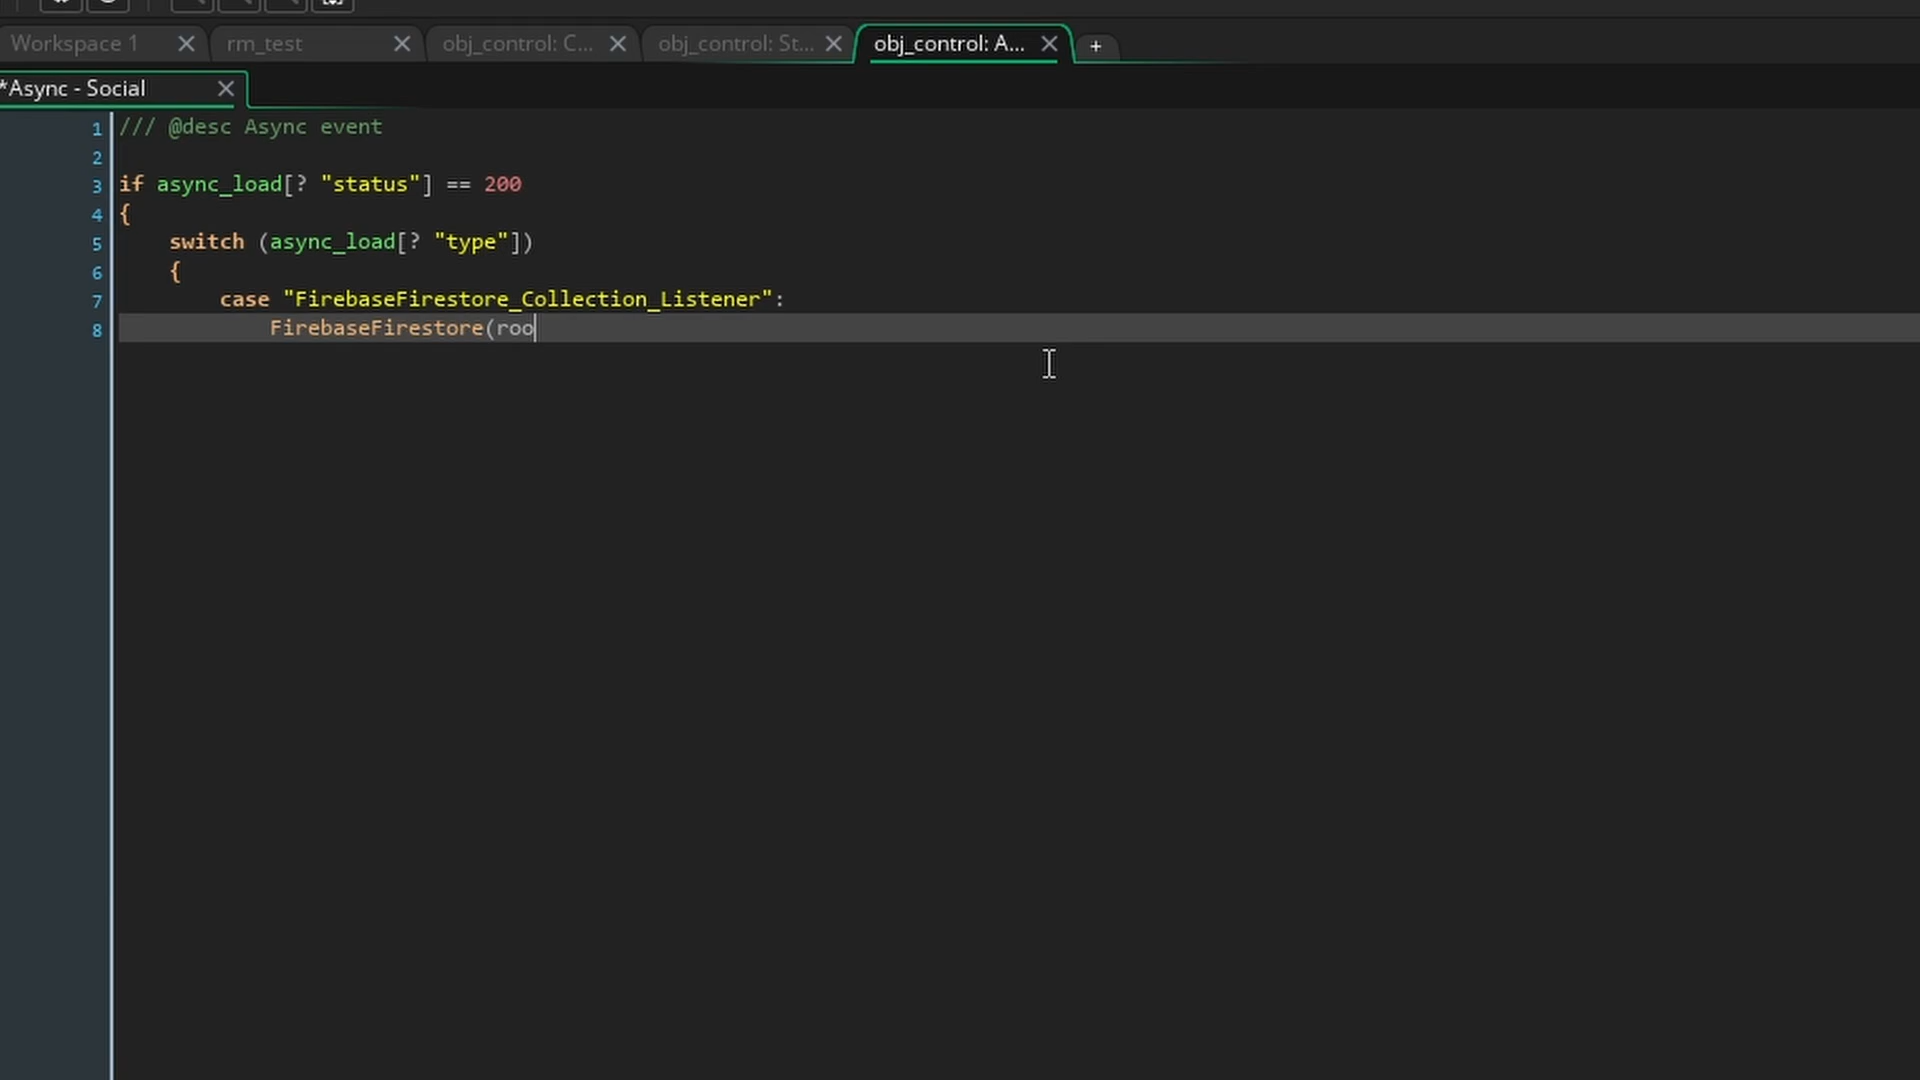 Workspace 1
rm_test
obj_control: C...
obj_control: St...
obj_control: A...
+
*Async - Social
1 /// @desc Async event
2
3 if async_load[? "status"] == 200
4 {
5 switch (async_load[? "type"])
6 {
7 case "FirebaseFirestore_Collection_Listener":
8 FirebaseFirestore(roo